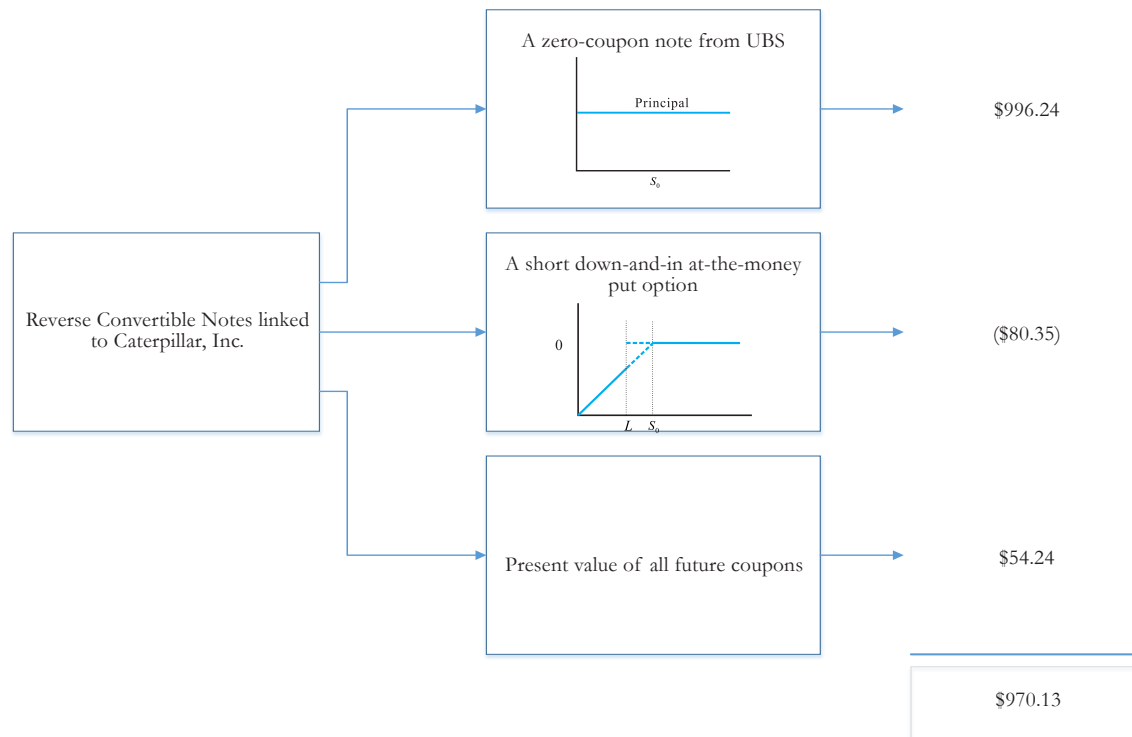 A zero-coupon note from UBS
Principal
S₀
$996.24
Reverse Convertible Notes linked
to Caterpillar, Inc.
A short down-and-in at-the-money
put option
0
L S₀
($80.35)
Present value of all future coupons
$54.24
$970.13